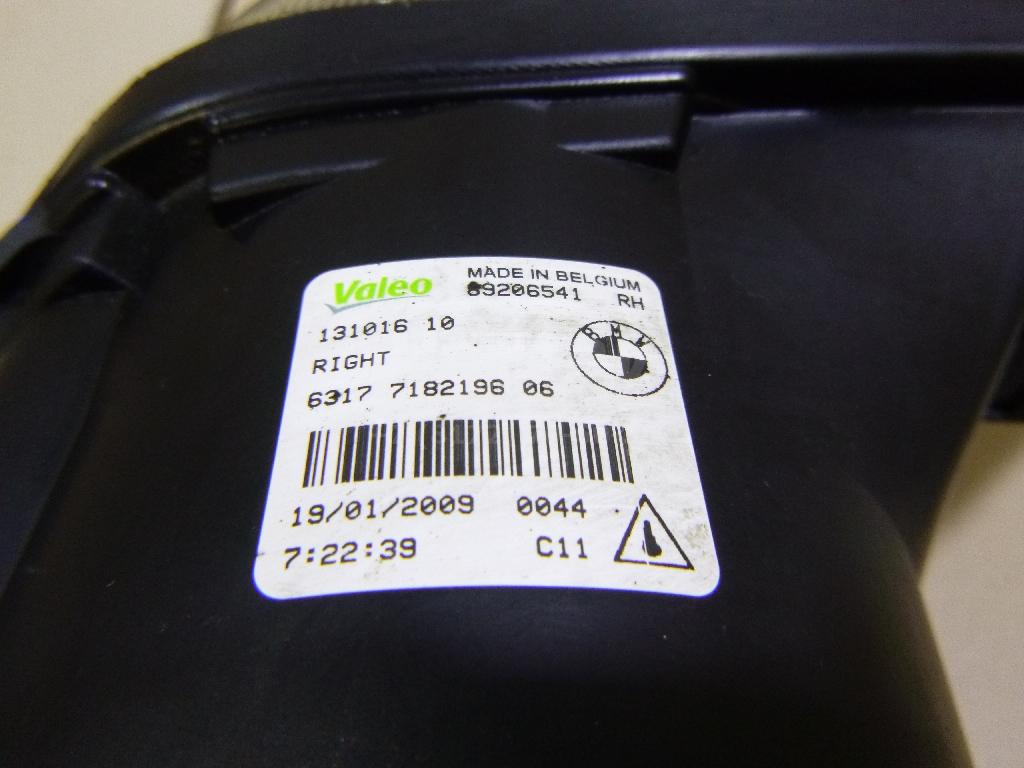 Valeo MADE IN BELGIUM
89206541 RH
131016 10
BMW
RIGHT
6317 7182196 06
19/01/2009 0044
7:22:39 C11